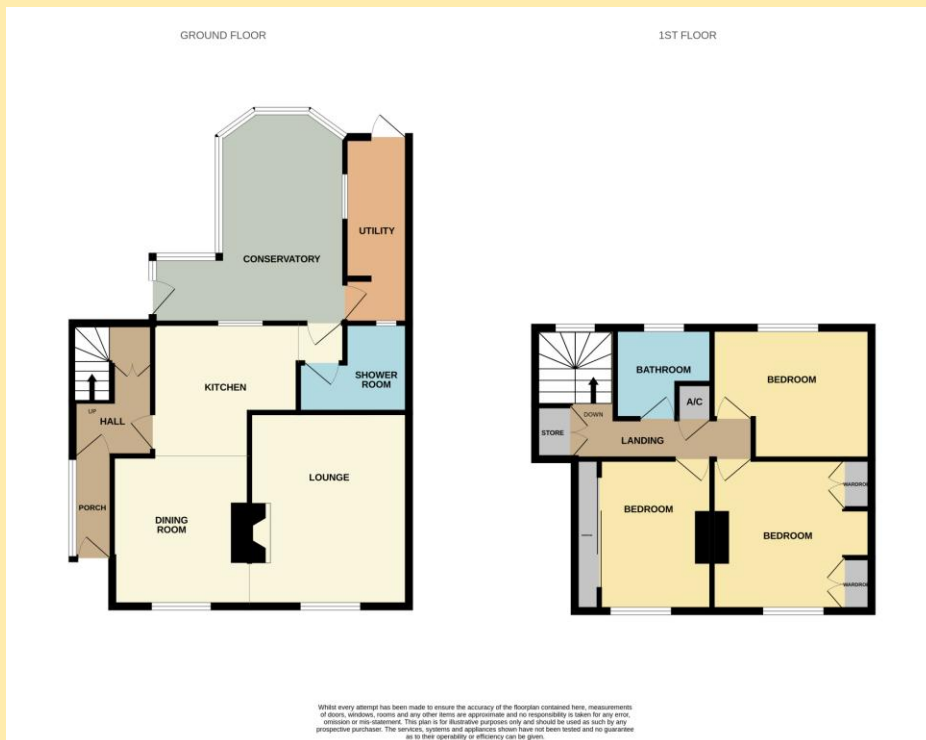 GROUND FLOOR
1ST FLOOR
CONSERVATORY
UTILITY
KITCHEN
SHOWER
ROOM
UP
HALL
LOUNGE
PORCH
DINING
ROOM
BATHROOM
BEDROOM
A/C
DOWN
STORE
LANDING
BEDROOM
BEDROOM
WARDROBE
WARDROBE
Whilst every attempt has been made to ensure the accuracy of the floorplan contained here, measurements
of doors, windows, rooms and any other items are approximate and no responsibility is taken for any error,
omission or mis-statement. This plan is for illustrative purposes only and should be used as such by any
prospective purchaser. The services, systems and appliances shown have not been tested and no guarantee
as to their operability or efficiency can be given.